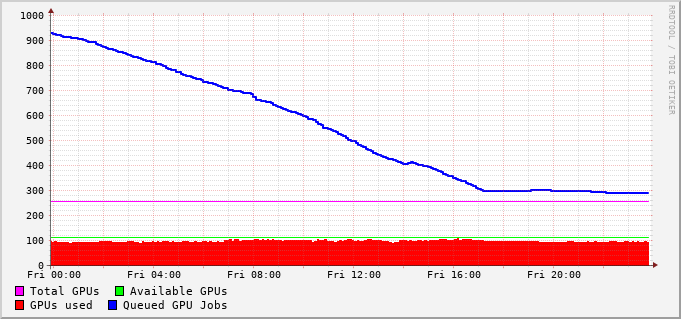 1000
900
800
700
600
500
400
300
200
100
0
Fri 00:00 Fri 04:00 Fri 08:00 Fri 12:00 Fri 16:00 Fri 20:00
Total GPUs Available GPUs
GPUs used Queued GPU Jobs
RRDTOOL / TOBI OETIKER